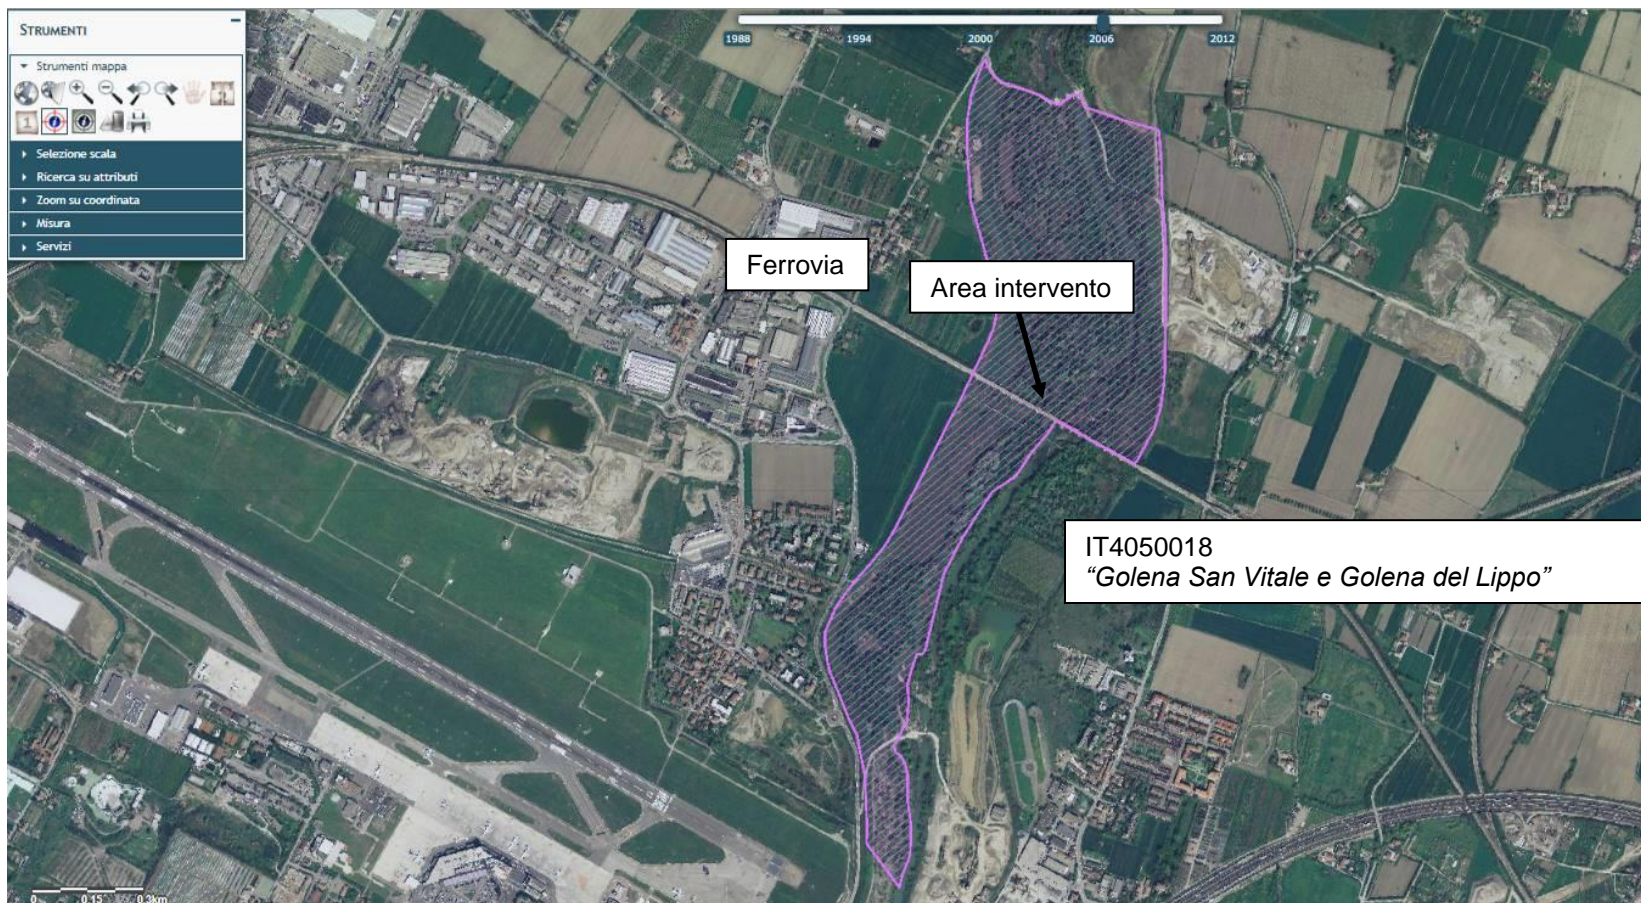 STRUMENTI
Strumenti mappa
1
Selezione scala
Ricerca su attributi
Zoom su coordinata
Misura
Servizi
1988 1994 2000 2006 2012
Ferrovia
Area intervento
IT4050018
“Golena San Vitale e Golena del Lippo”
0 0.15 0.3km